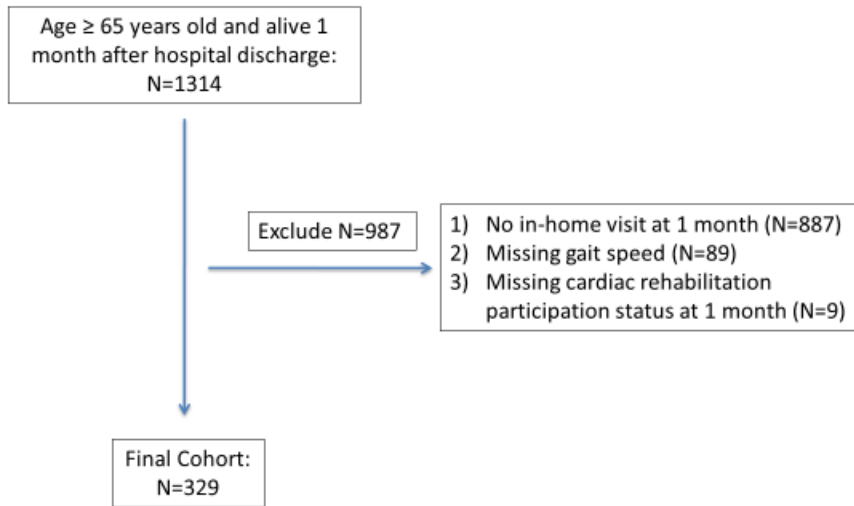 Age ≥ 65 years old and alive 1
month after hospital discharge:
N=1314
Exclude N=987
1) No in-home visit at 1 month (N=887)
2) Missing gait speed (N=89)
3) Missing cardiac rehabilitation
participation status at 1 month (N=9)
Final Cohort:
N=329